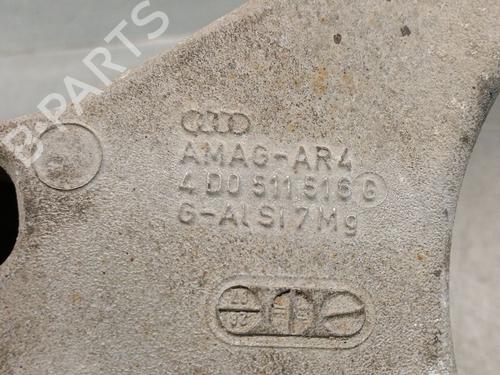 B-PARTS
AMAG-AR4
4D0 511 516 G
G-AlSi7Mg